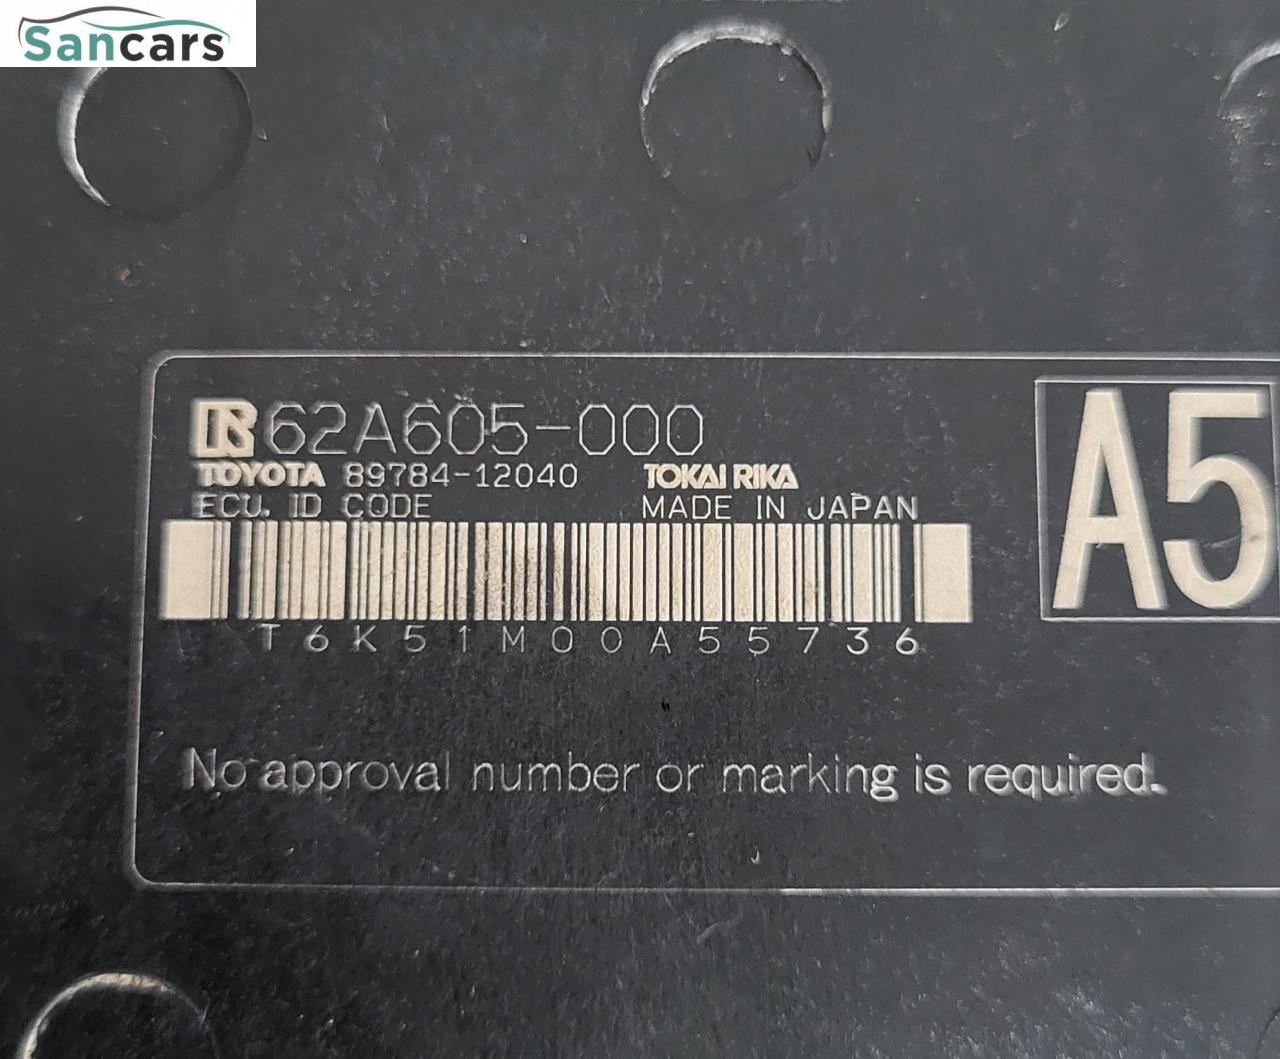 Sancars
62A605-000
TOYOTA 89784-12040 TOKAI RIKA
ECU. ID CODE MADE IN JAPAN
A5
T6K51M00A55736
No approval number or marking is required.